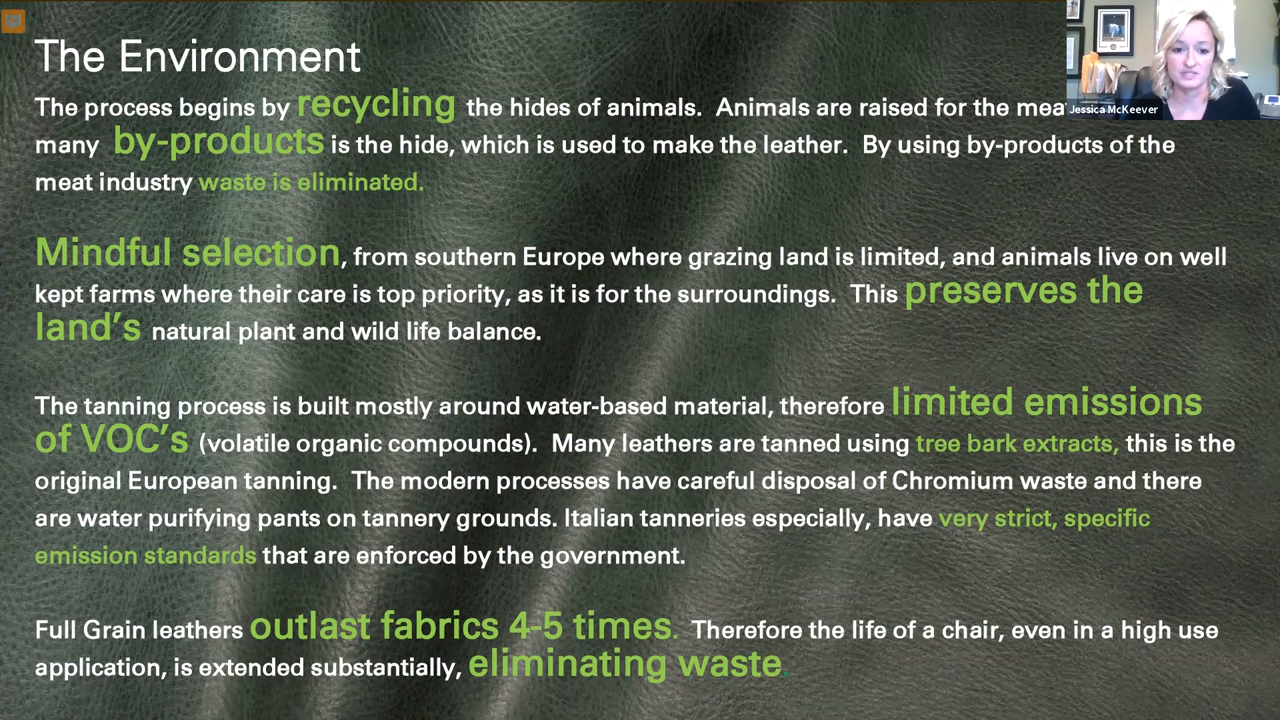 The Environment
The process begins by recycling the hides of animals. Animals are raised for the mea
Jessica McKeever
many by-products is the hide, which is used to make the leather. By using by-products of the
meat industry waste is eliminated.
Mindful selection, from southern Europe where grazing land is limited, and animals live on well
kept farms where their care is top priority, as it is for the surroundings. This preserves the
land's natural plant and wild life balance.
The tanning process is built mostly around water-based material, therefore limited emissions
of VOC's (volatile organic compounds). Many leathers are tanned using tree bark extracts, this is the
original European tanning. The modern processes have careful disposal of Chromium waste and there
are water purifying pants on tannery grounds. Italian tanneries especially, have very strict, specific
emission standards that are enforced by the government.
Full Grain leathers outlast fabrics 4-5 times. Therefore the life of a chair, even in a high use
application, is extended substantially, eliminating waste.